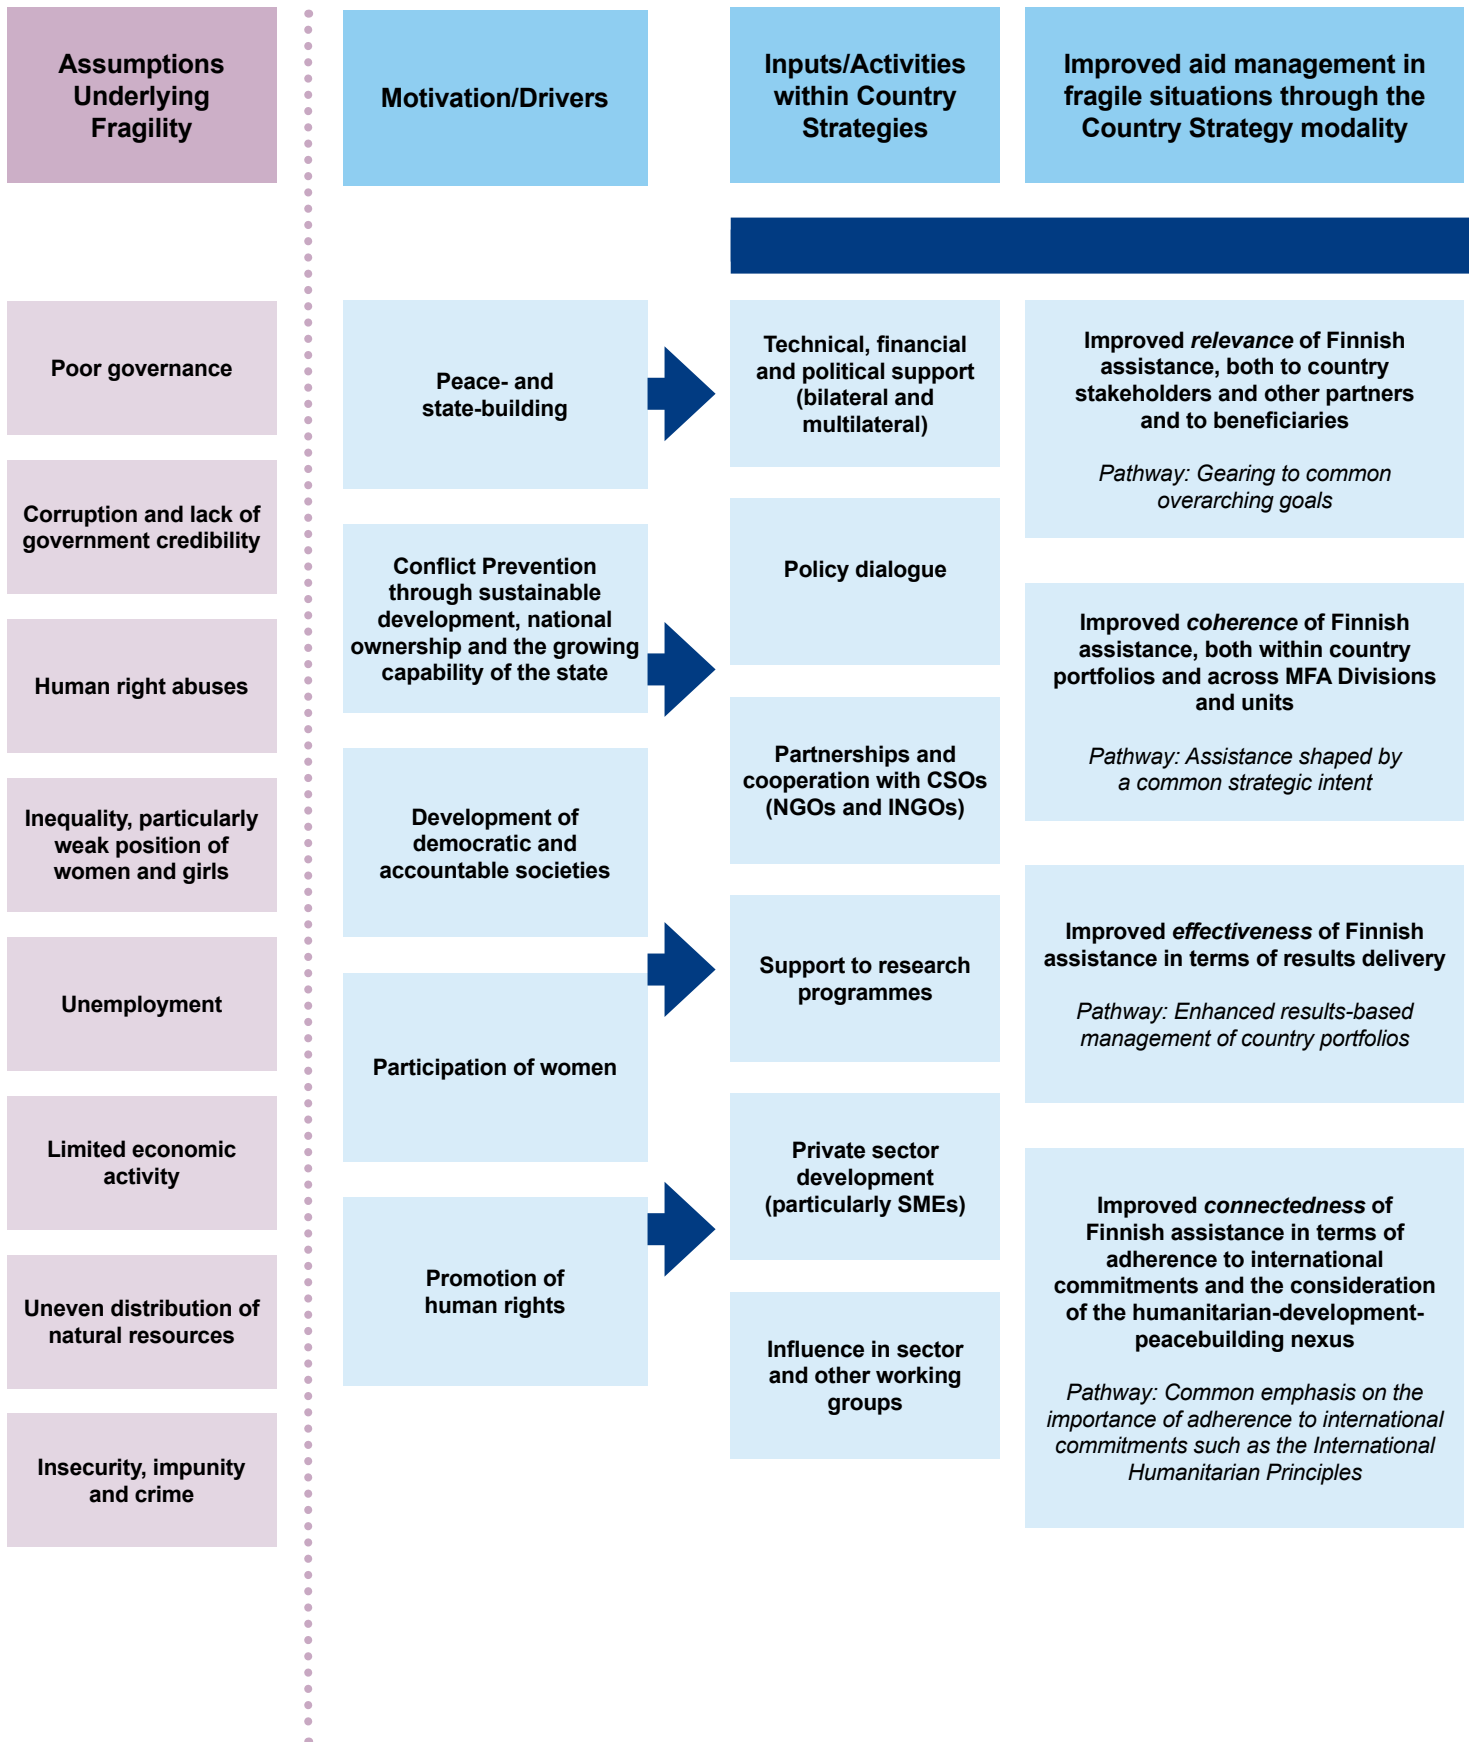 Assumptions
Underlying
Fragility
Motivation/Drivers
Inputs/Activities
within Country
Strategies
Improved aid management in
fragile situations through the
Country Strategy modality
Poor governance
Corruption and lack of
government credibility
Human right abuses
Inequality, particularly
weak position of
women and girls
Unemployment
Limited economic
activity
Uneven distribution of
natural resources
Insecurity, impunity
and crime
Peace- and
state-building
Conflict Prevention
through sustainable
development, national
ownership and the growing
capability of the state
Development of
democratic and
accountable societies
Participation of women
Promotion of
human rights
Technical, financial
and political support
(bilateral and
multilateral)
Policy dialogue
Partnerships and
cooperation with CSOs
(NGOs and INGOs)
Support to research
programmes
Private sector
development
(particularly SMEs)
Influence in sector
and other working
groups
Improved relevance of Finnish
assistance, both to country
stakeholders and other partners
and to beneficiaries
Pathway: Gearing to common
overarching goals
Improved coherence of Finnish
assistance, both within country
portfolios and across MFA Divisions
and units
Pathway: Assistance shaped by
a common strategic intent
Improved effectiveness of Finnish
assistance in terms of results delivery
Pathway: Enhanced results-based
management of country portfolios
Improved connectedness of
Finnish assistance in terms of
adherence to international
commitments and the consideration
of the humanitarian-development-
peacebuilding nexus
Pathway: Common emphasis on the
importance of adherence to international
commitments such as the International
Humanitarian Principles